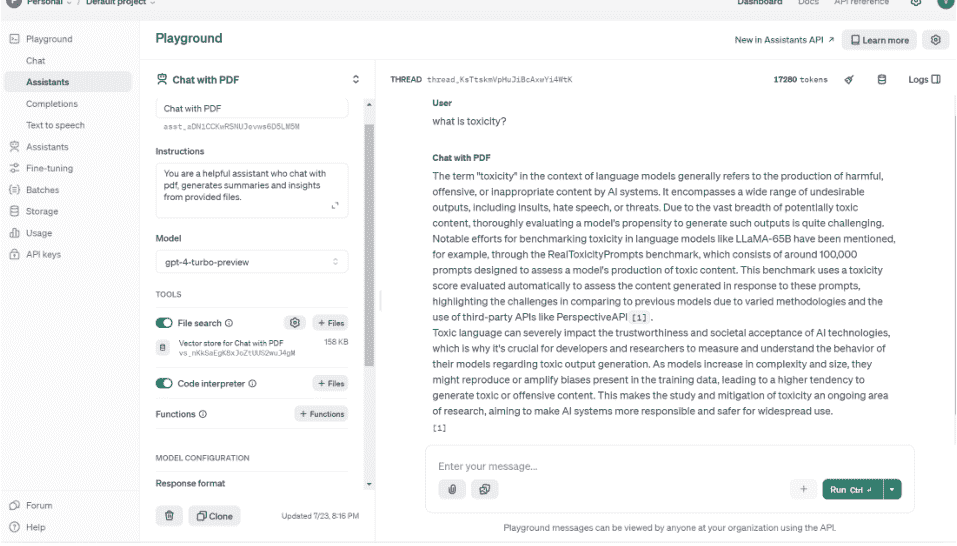 Personal / Default project
Dashboard Docs API reference
Playground
Chat
Assistants
Completions
Text to speech
Assistants
Fine-tuning
Batches
Storage
Usage
API keys
Forum
Help
Playground
New in Assistants API ↗ Learn more
Chat with PDF
Chat with PDF
Instructions
You are a helpful assistant who chat with
pdf, generates summaries and insights
from provided files.
Model
gpt-4-turbo-preview
TOOLS
File search + Files
Vector store for Chat with PDF 158 KB
Code interpreter + Files
Functions + Functions
MODEL CONFIGURATION
Response format
Clone Updated 7/23, 8:16 PM
THREAD 17280 tokens Logs
User
what is toxicity?
Chat with PDF
The term "toxicity" in the context of language models generally refers to the production of harmful,
offensive, or inappropriate content by AI systems. It encompasses a wide range of undesirable
outputs, including insults, hate speech, or threats. Due to the vast breadth of potentially toxic
content, thoroughly evaluating a model's propensity to generate such outputs is quite challenging.
Notable efforts for benchmarking toxicity in language models like LLaMA-65B have been mentioned,
for example, through the RealToxicityPrompts benchmark, which consists of around 100,000
prompts designed to assess a model's production of toxic content. This benchmark uses a toxicity
score evaluated automatically to assess the content generated in response to these prompts,
highlighting the challenges in comparing to previous models due to varied methodologies and the
use of third-party APIs like PerspectiveAPI [1] .
Toxic language can severely impact the trustworthiness and societal acceptance of AI technologies,
which is why it's crucial for developers and researchers to measure and understand the behavior of
their models regarding toxic output generation. As models increase in complexity and size, they
might reproduce or amplify biases present in the training data, leading to a higher tendency to
generate toxic or offensive content. This makes the study and mitigation of toxicity an ongoing area
of research, aiming to make AI systems more responsible and safer for widespread use.
[1]
Enter your message...
Run Ctrl ↵
Playground messages can be viewed by anyone at your organization using the API.